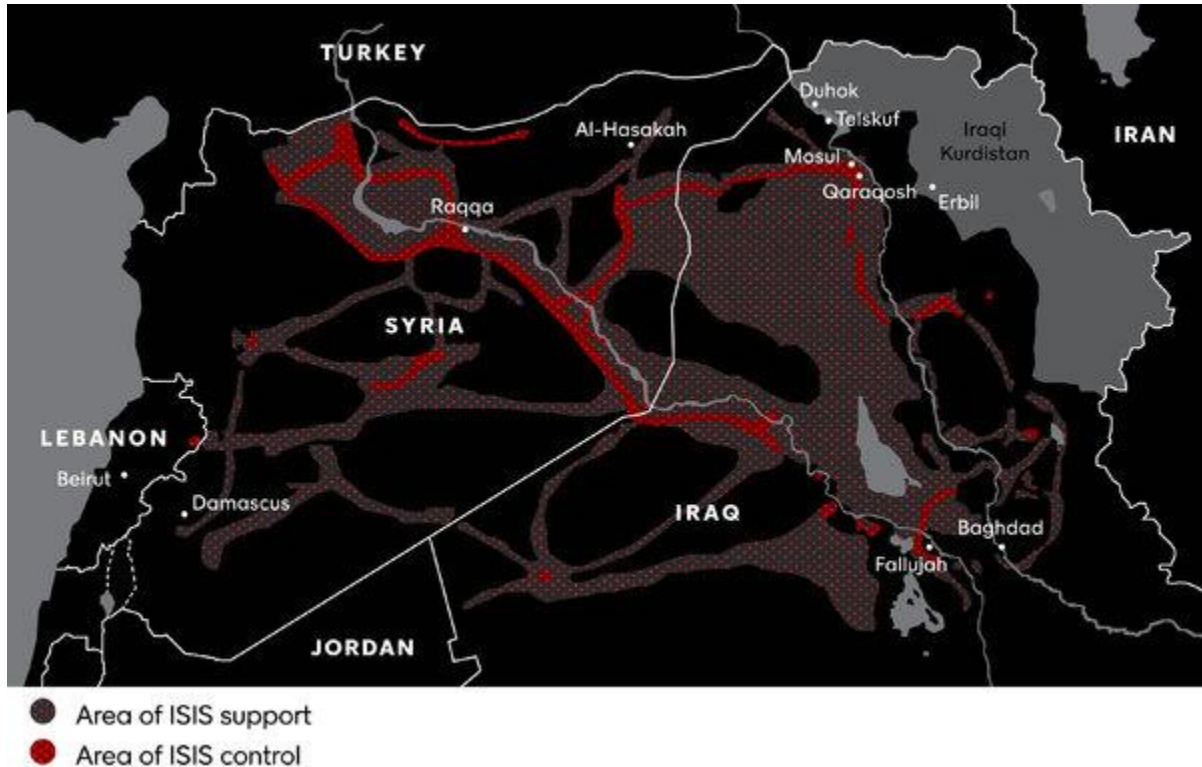 TURKEY
Duhok
Telskuf
Al-Hasakah
Iraqi
Kurdistan
IRAN
Mosul
Qaraqosh
Raqqa
Erbil
SYRIA
LEBANON
Beirut
Damascus
IRAQ
Baghdad
Fallujah
JORDAN
Area of ISIS support
Area of ISIS control